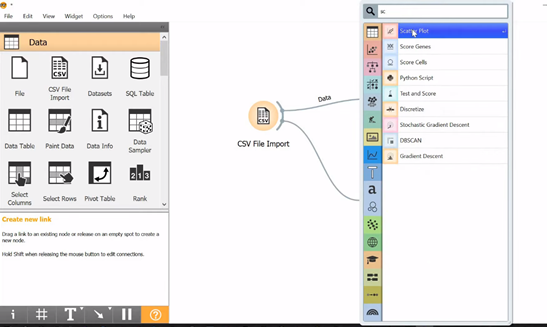 File Edit View Widget Options Help
Data
File
CSV File Import
Datasets
SQL Table
Data Table
Paint Data
Data Info
Data Sampler
Select Columns
Select Rows
Pivot Table
Rank
Create new link
Drag a link to an existing node or release on an empty spot to create a
new node.
Hold Shift when releasing the mouse button to edit connections.
CSV
CSV File Import
Data
sc
Scatter Plot
Score Genes
Score Cells
Python Script
Test and Score
Discretize
Stochastic Gradient Descent
DBSCAN
Gradient Descent